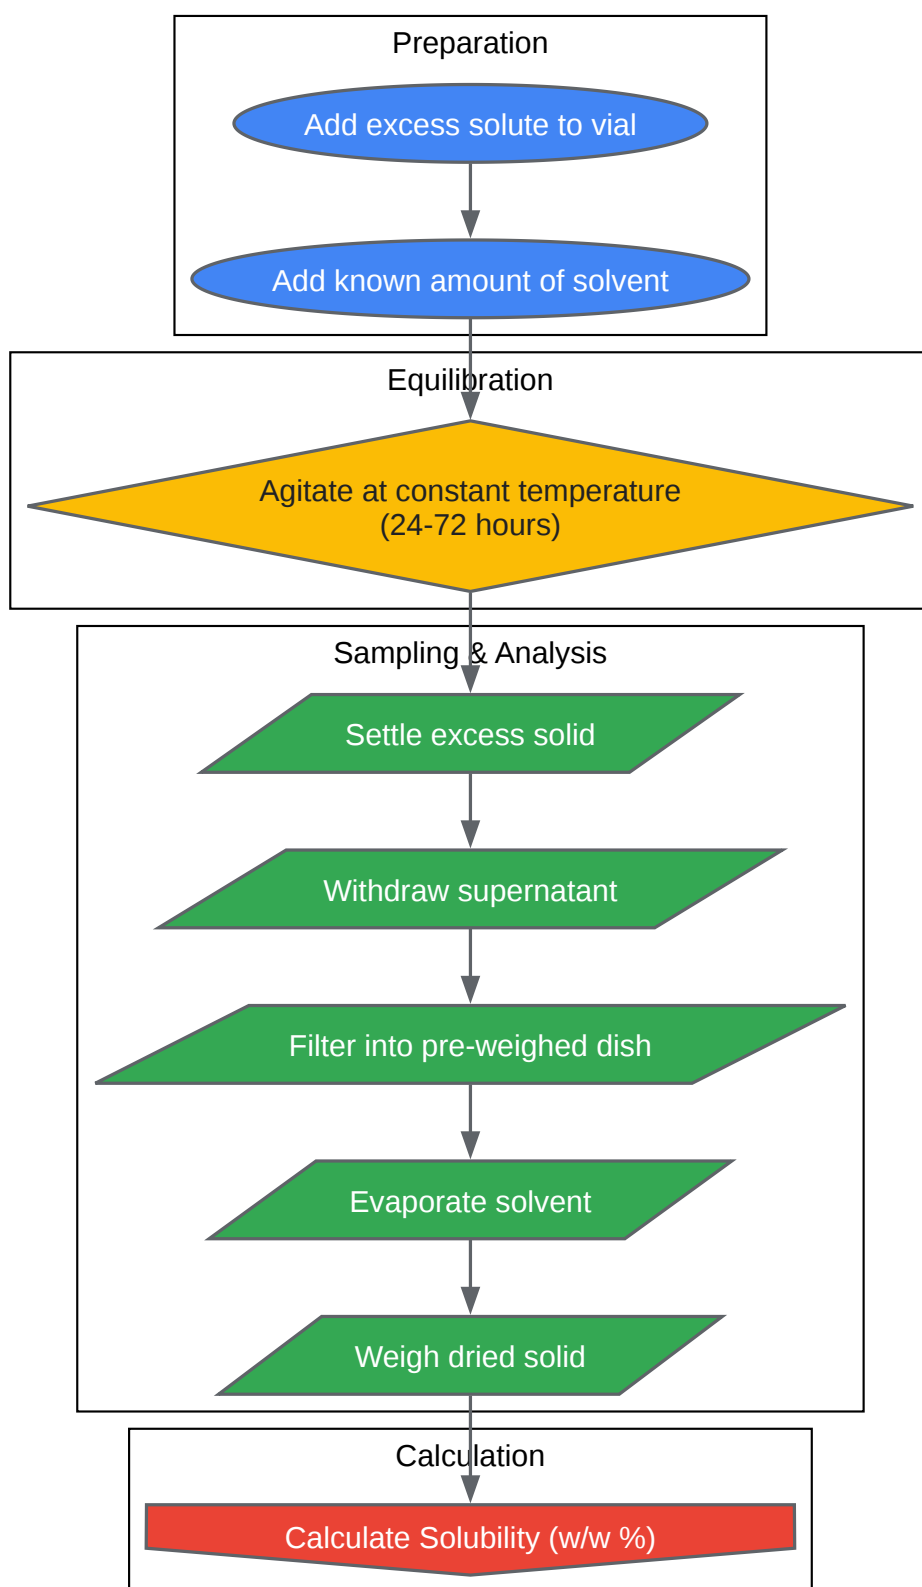 Preparation
Add excess solute to vial
Add known amount of solvent
Equilibration
Agitate at constant temperature
(24-72 hours)
Sampling & Analysis
Settle excess solid
Withdraw supernatant
Filter into pre-weighed dish
Evaporate solvent
Weigh dried solid
Calculation
Calculate Solubility (w/w %)